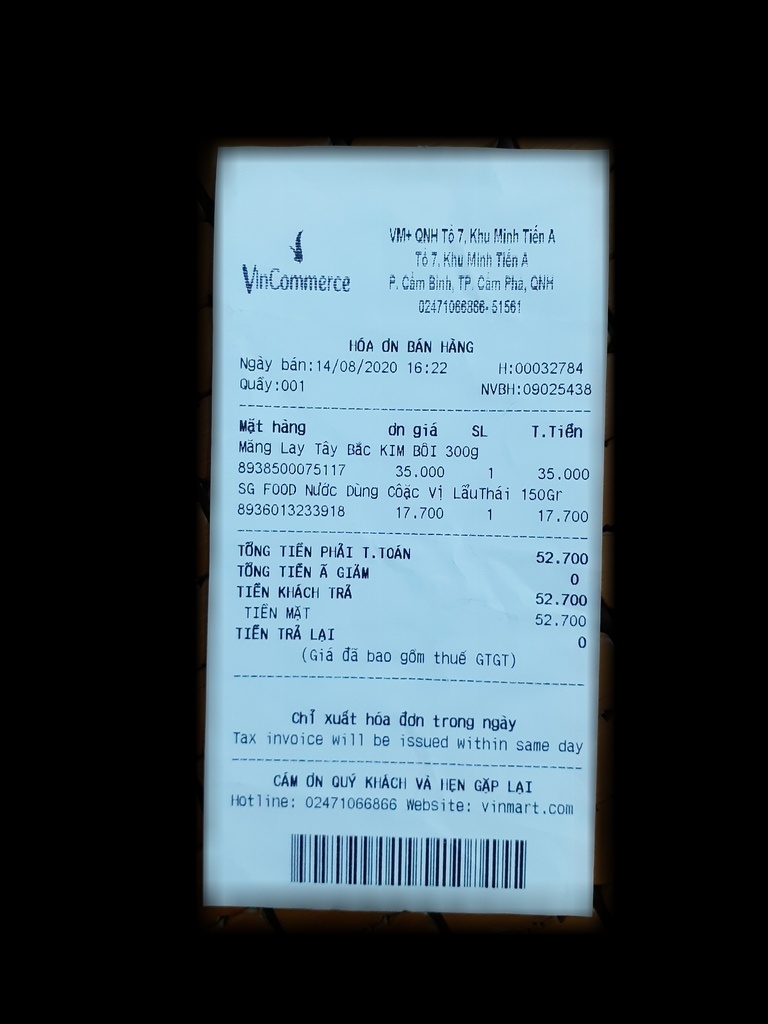 VinCommerce
VM+ QNH Tổ 7, Khu Minh Tiến A
Tổ 7, Khu Minh Tiến A
P. Cẩm Bình, TP. Cẩm Phả, QNH
02471066866-51561
HÓA ƠN BÁN HÀNG
Ngày bán:14/08/2020 16:22 H:00032784
Quầy:001 NVBH:09025438
Mặt hàng ơn giá SL T.Tiền
Măng Lay Tây Bắc KIM BÔI 300g
8938500075117 35.000 1 35.000
SG FOOD Nước Dùng Côặc Vị LẩuThái 150Gr
8936013233918 17.700 1 17.700
TỔNG TIỀN PHẢI T.TOÁN 52.700
TỔNG TIỀN Ã GIẢM 0
TIỀN KHÁCH TRẢ 52.700
TIỀN MẶT 52.700
TIỀN TRẢ LẠI 0
(Giá đã bao gồm thuế GTGT)
Chỉ xuất hóa đơn trong ngày
Tax invoice will be issued within same day
CÁM ƠN QUÝ KHÁCH VÀ HẸN GẶP LẠI
Hotline: 02471066866 Website: vinmart.com